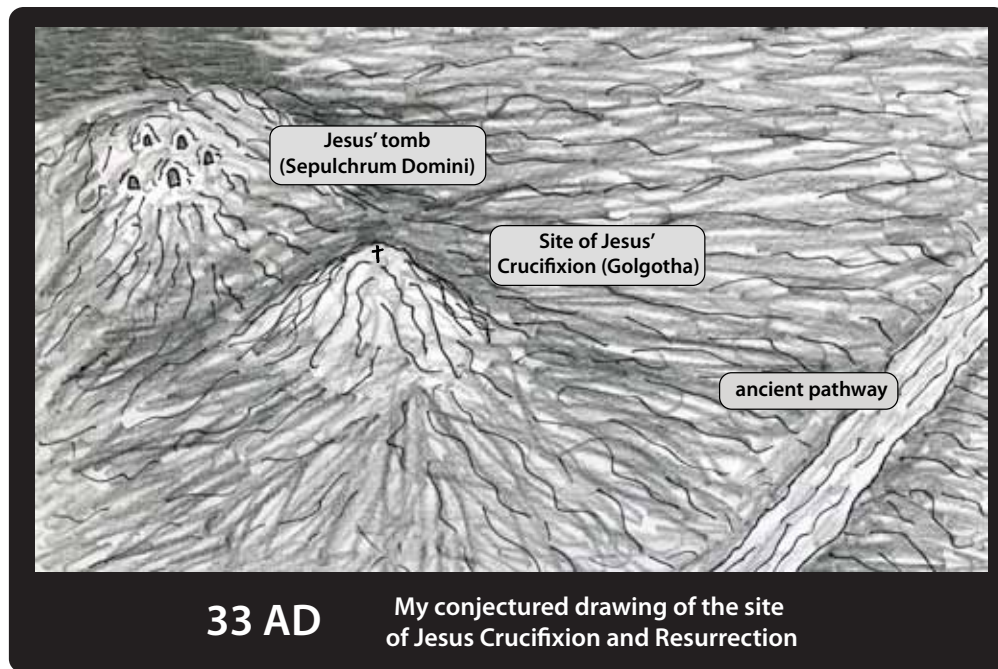 Jesus’ tomb
(Sepulchrum Domini)
Site of Jesus’
Crucifixion (Golgotha)
ancient pathway
33 AD
My conjectured drawing of the site
of Jesus Crucifixion and Resurrection